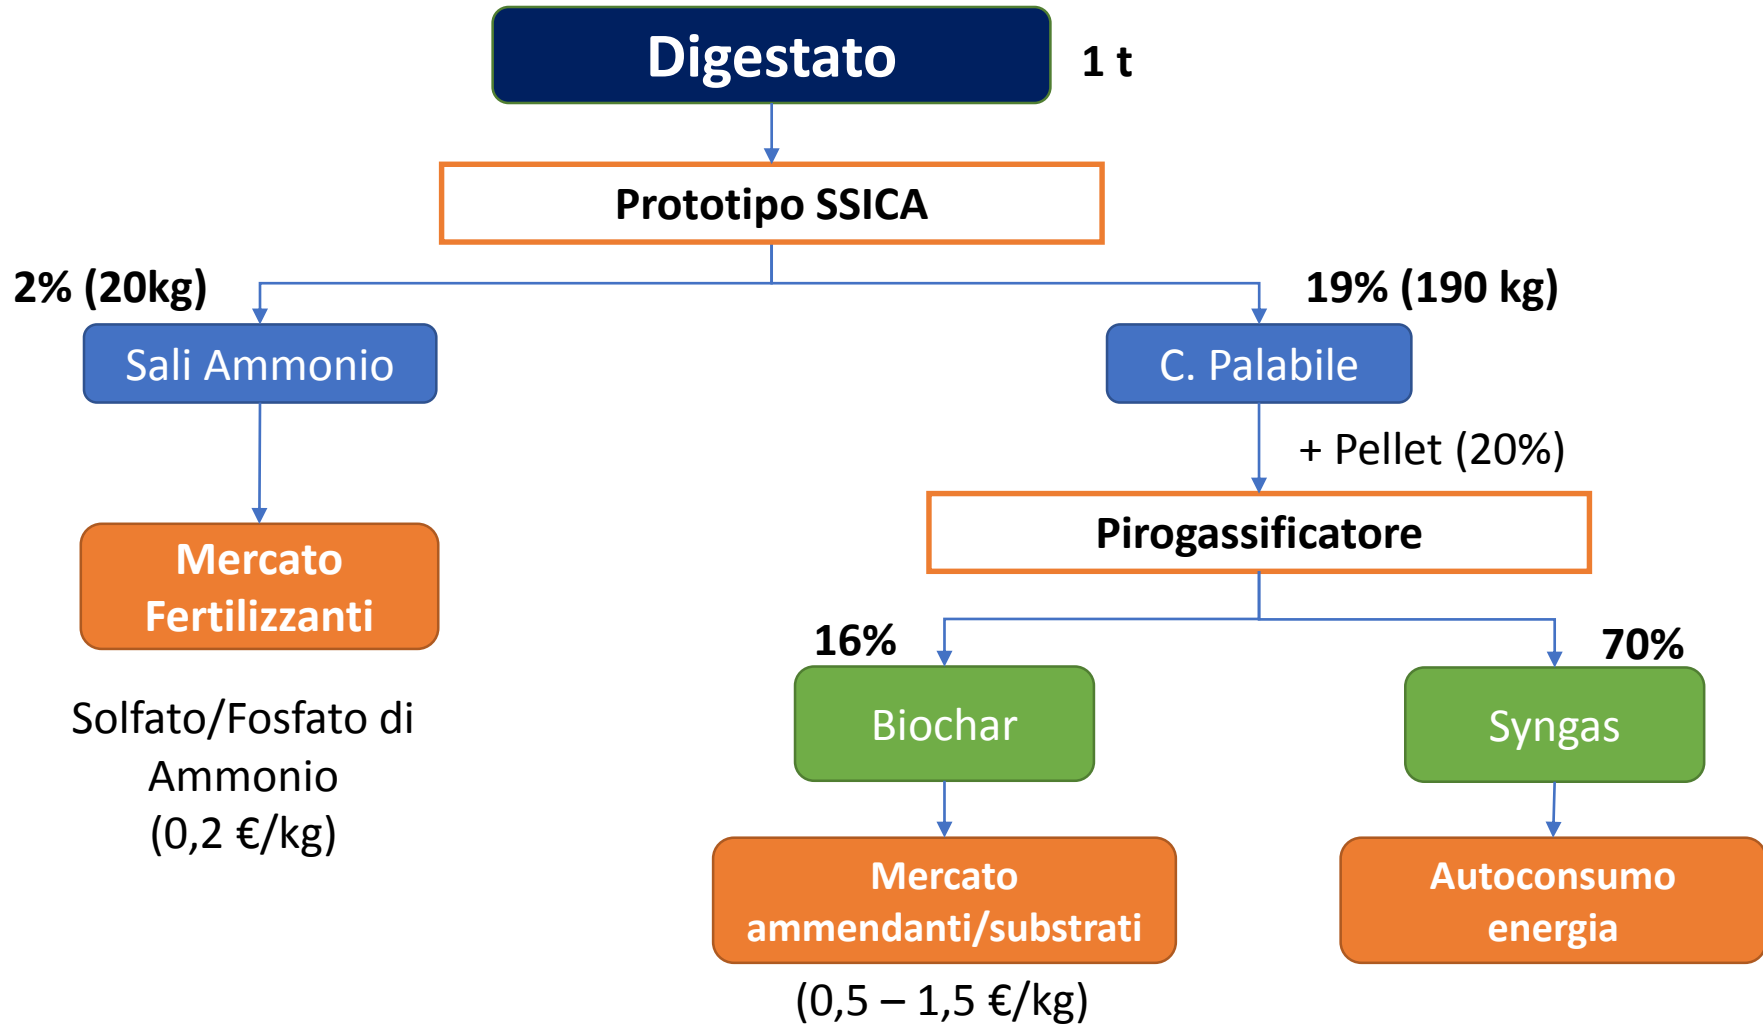 Digestato
1 t
Prototipo SSICA
2% (20kg)
19% (190 kg)
Sali Ammonio
C. Palabile
+ Pellet (20%)
Pirogassificatore
Mercato
Fertilizzanti
16%
70%
Solfato/Fosfato di
Ammonio
(0,2 €/kg)
Biochar
Syngas
Mercato
ammendanti/substrati
Autoconsumo
energia
(0,5 – 1,5 €/kg)